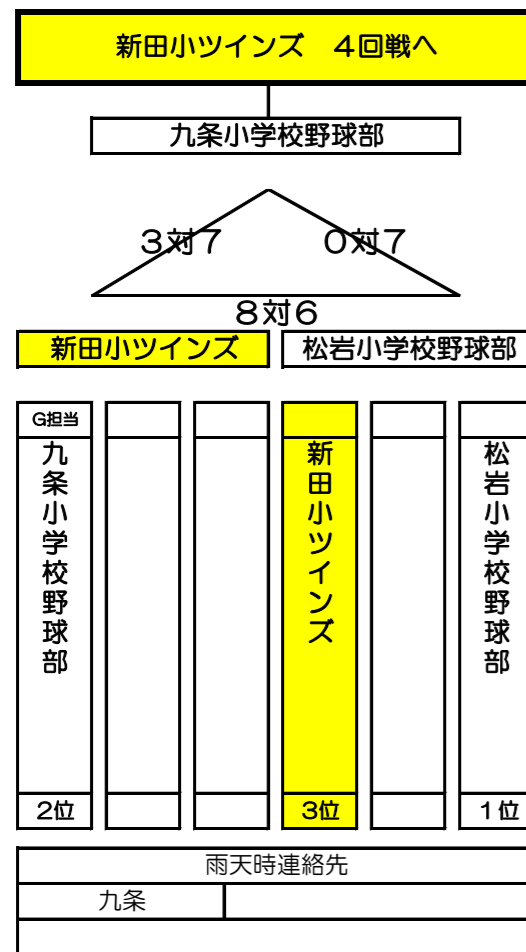 新田小ツインズ　４回戦へ
九条小学校野球部
３対７
０対７
８対６
新田小ツインズ
松岩小学校野球部
G担当
九条小学校野球部
新田小ツインズ
松岩小学校野球部
２位
３位
１位
雨天時連絡先
九条